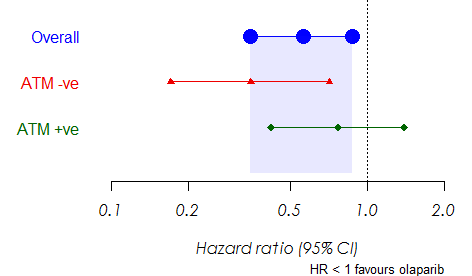 Overall
ATM -ve
ATM +ve
0.1 0.2 0.5 1.0 2.0
Hazard ratio (95% CI)
HR < 1 favours olaparib